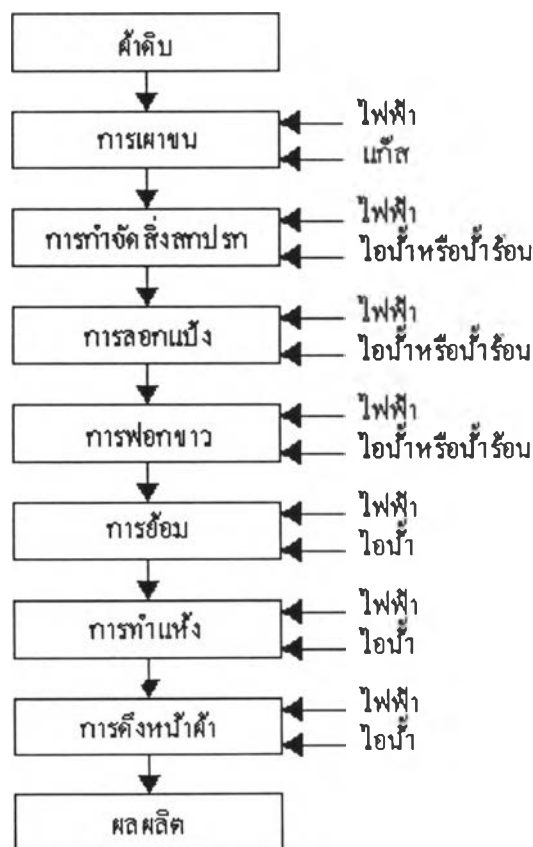 ผ้าดิบ
ไฟฟ้า
การเผาขน
แก๊ส
ไฟฟ้า
การกำจัดสิ่งสกปรก
ไอน้ำหรือน้ำร้อน
ไฟฟ้า
การลอกแป้ง
ไอน้ำหรือน้ำร้อน
ไฟฟ้า
การฟอกขาว
ไอน้ำหรือน้ำร้อน
ไฟฟ้า
การย้อม
ไอน้ำ
ไฟฟ้า
การทำแห้ง
ไอน้ำ
ไฟฟ้า
การดึงหน้าผ้า
ไอน้ำ
ผลผลิต